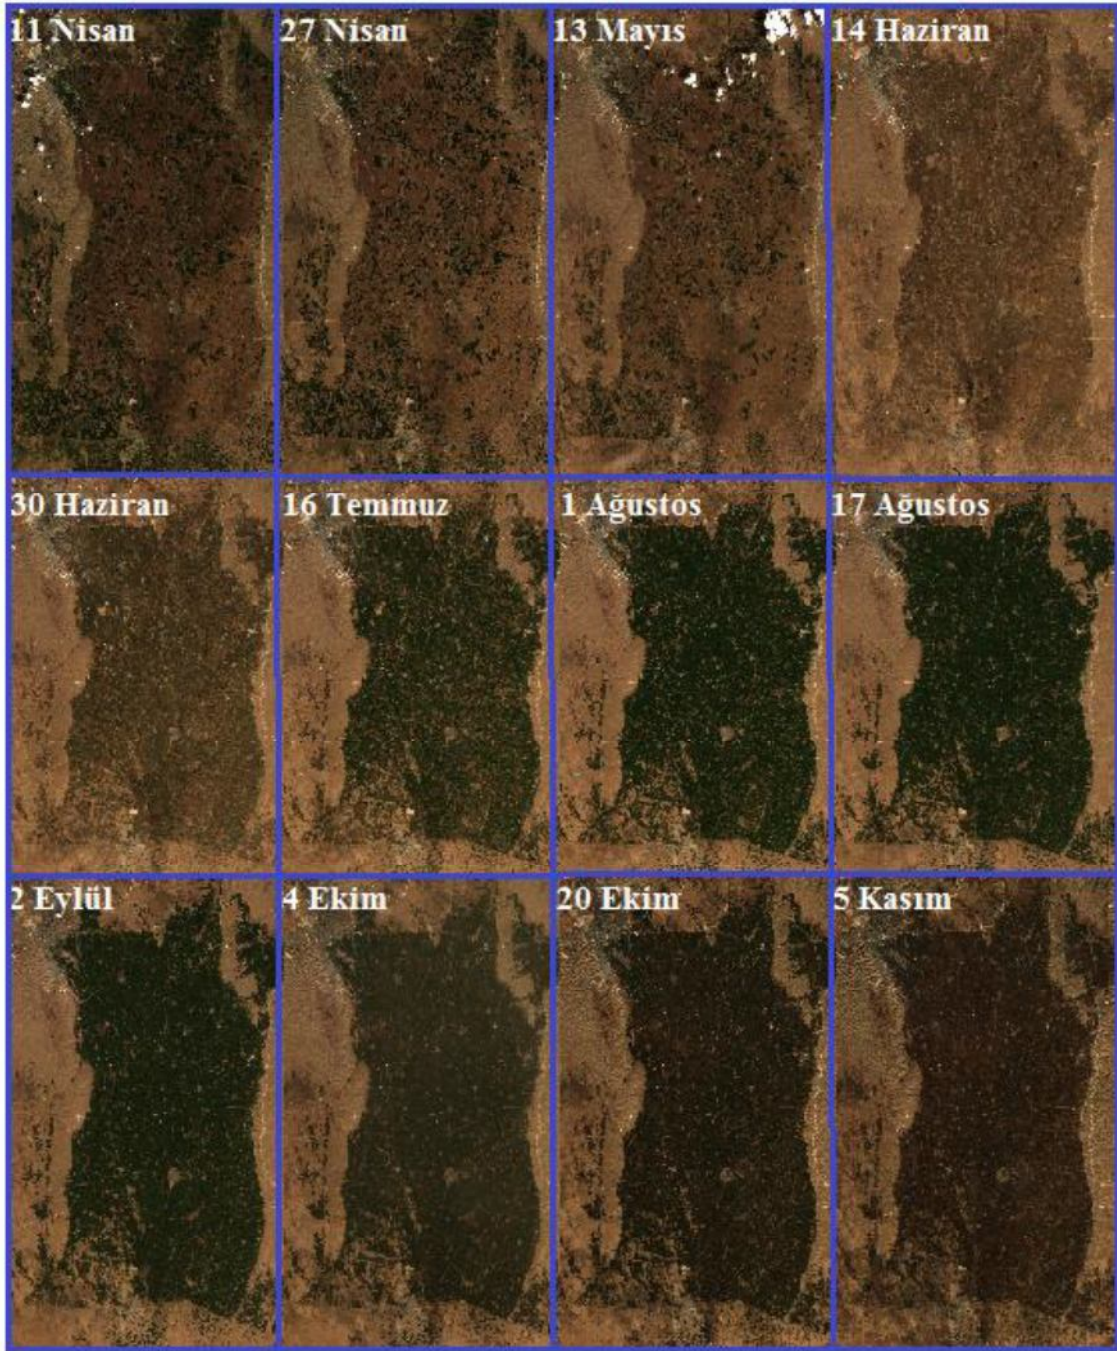 11 Nisan
27 Nisan
13 Mayıs
14 Haziran
30 Haziran
16 Temmuz
1 Ağustos
17 Ağustos
2 Eylül
4 Ekim
20 Ekim
5 Kasım